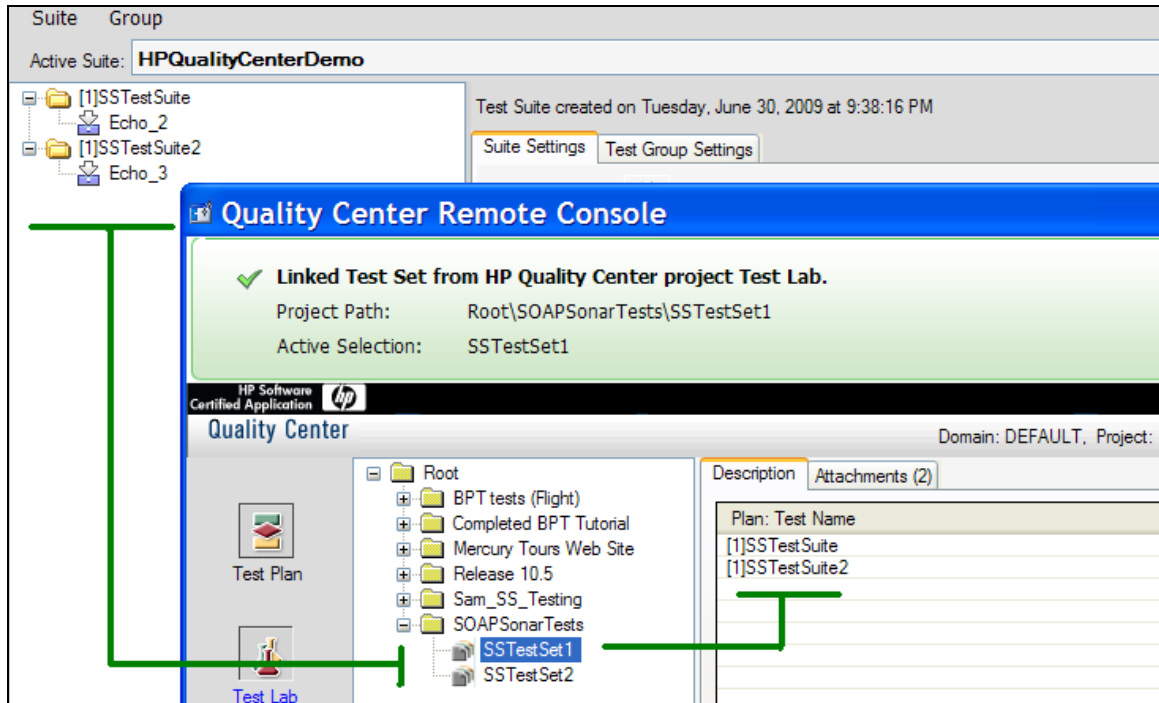 Suite Group
Active Suite: HPQualityCenterDemo
[1]SSTestSuite
Echo_2
[1]SSTestSuite2
Echo_3
Test Suite created on Tuesday, June 30, 2009 at 9:38:16 PM
Suite Settings Test Group Settings
Quality Center Remote Console
Linked Test Set from HP Quality Center project Test Lab.
Project Path: Root\SOAPSonarTests\SSTestSet1
Active Selection: SSTestSet1
HP Software
Certified Application hp
Quality Center
Domain: DEFAULT, Project:
Test Plan
Test Lab
Root
BPT tests (Flight)
Completed BPT Tutorial
Mercury Tours Web Site
Release 10.5
Sam_SS_Testing
SOAPSonarTests
SSTestSet1
SSTestSet2
Description Attachments (2)
Plan: Test Name
[1]SSTestSuite
[1]SSTestSuite2